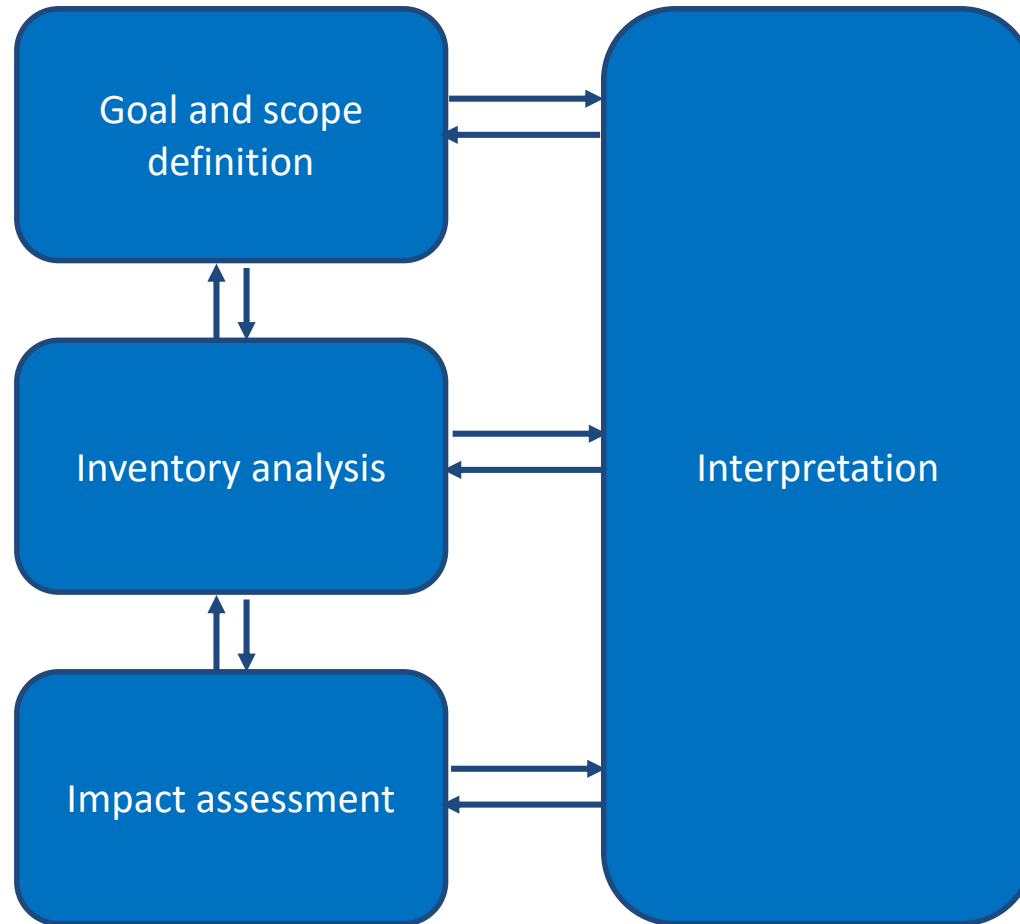 Goal and scope
definition
Inventory analysis
Interpretation
Impact assessment